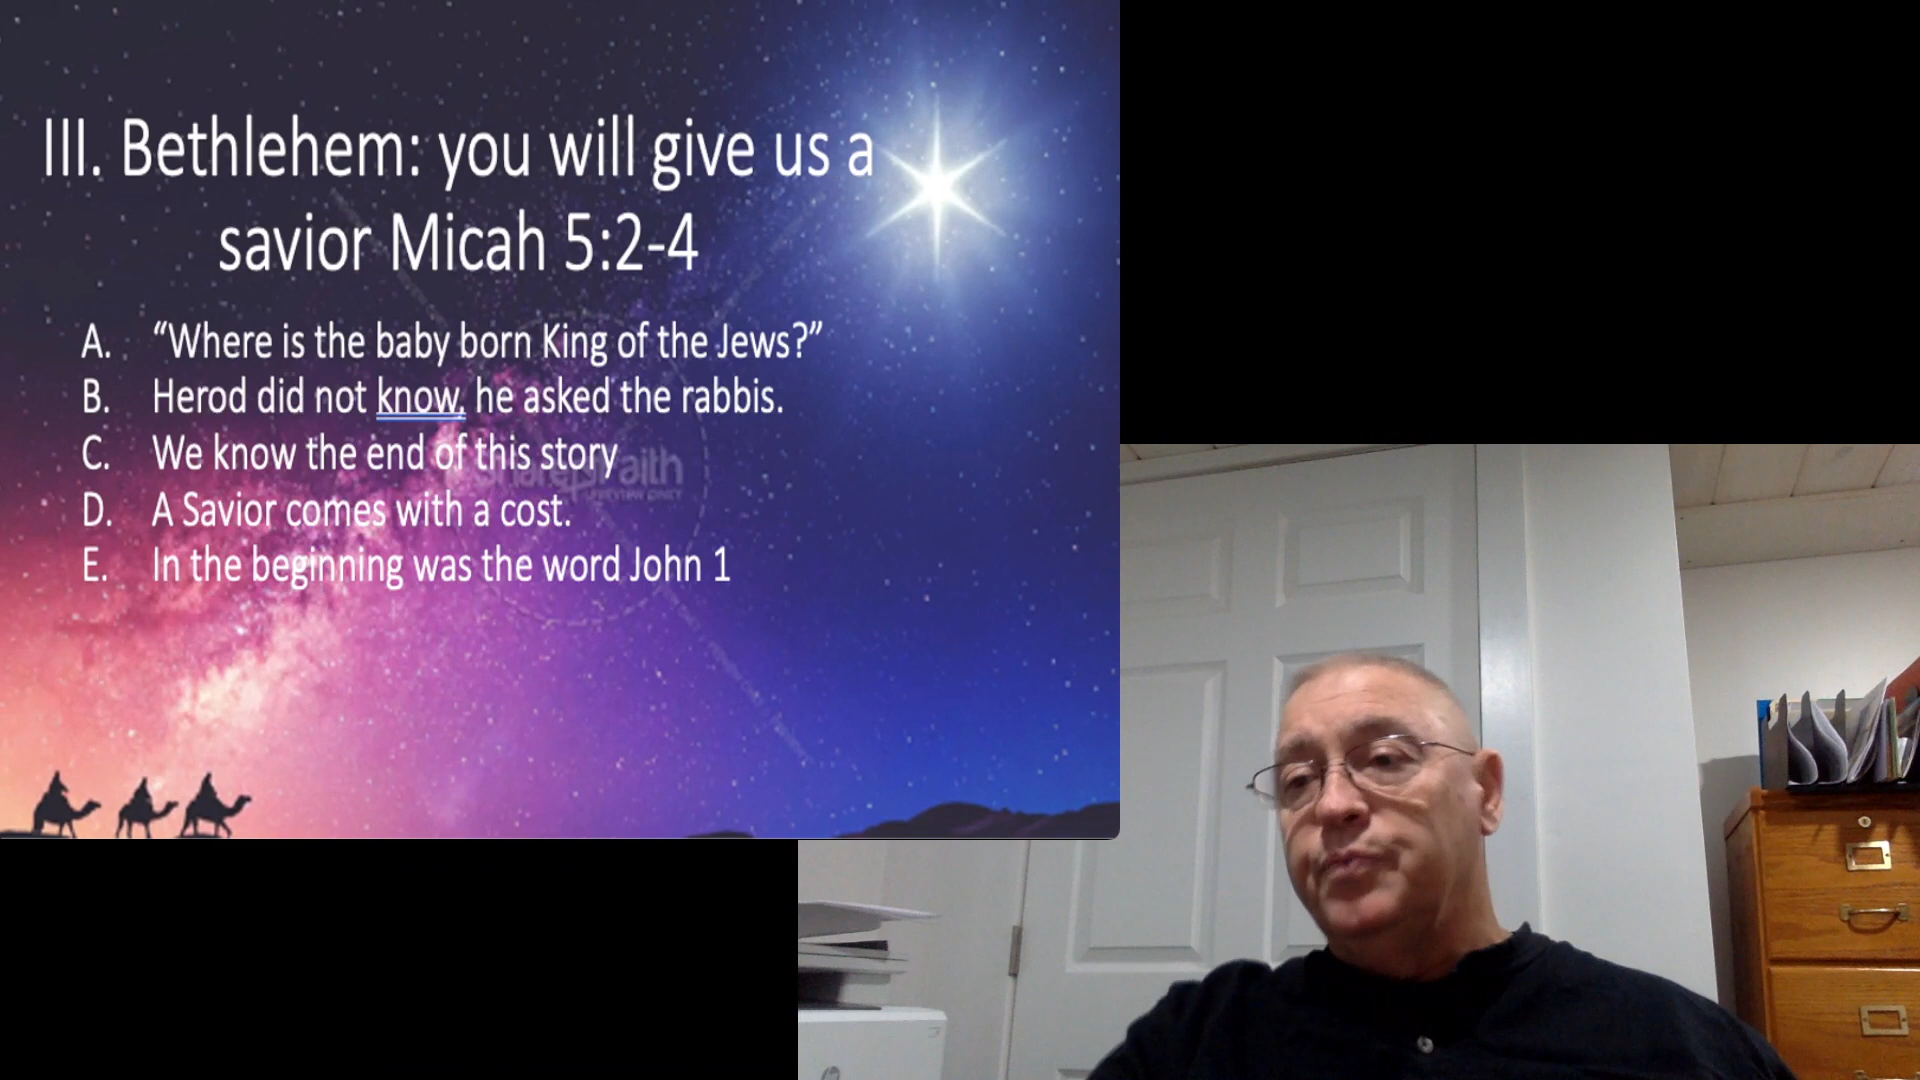 III. Bethlehem: you will give us a
savior Micah 5:2-4
A. “Where is the baby born King of the Jews?”
B. Herod did not know, he asked the rabbis.
C. We know the end of this story
D. A Savior comes with a cost.
E. In the beginning was the word John 1
hp